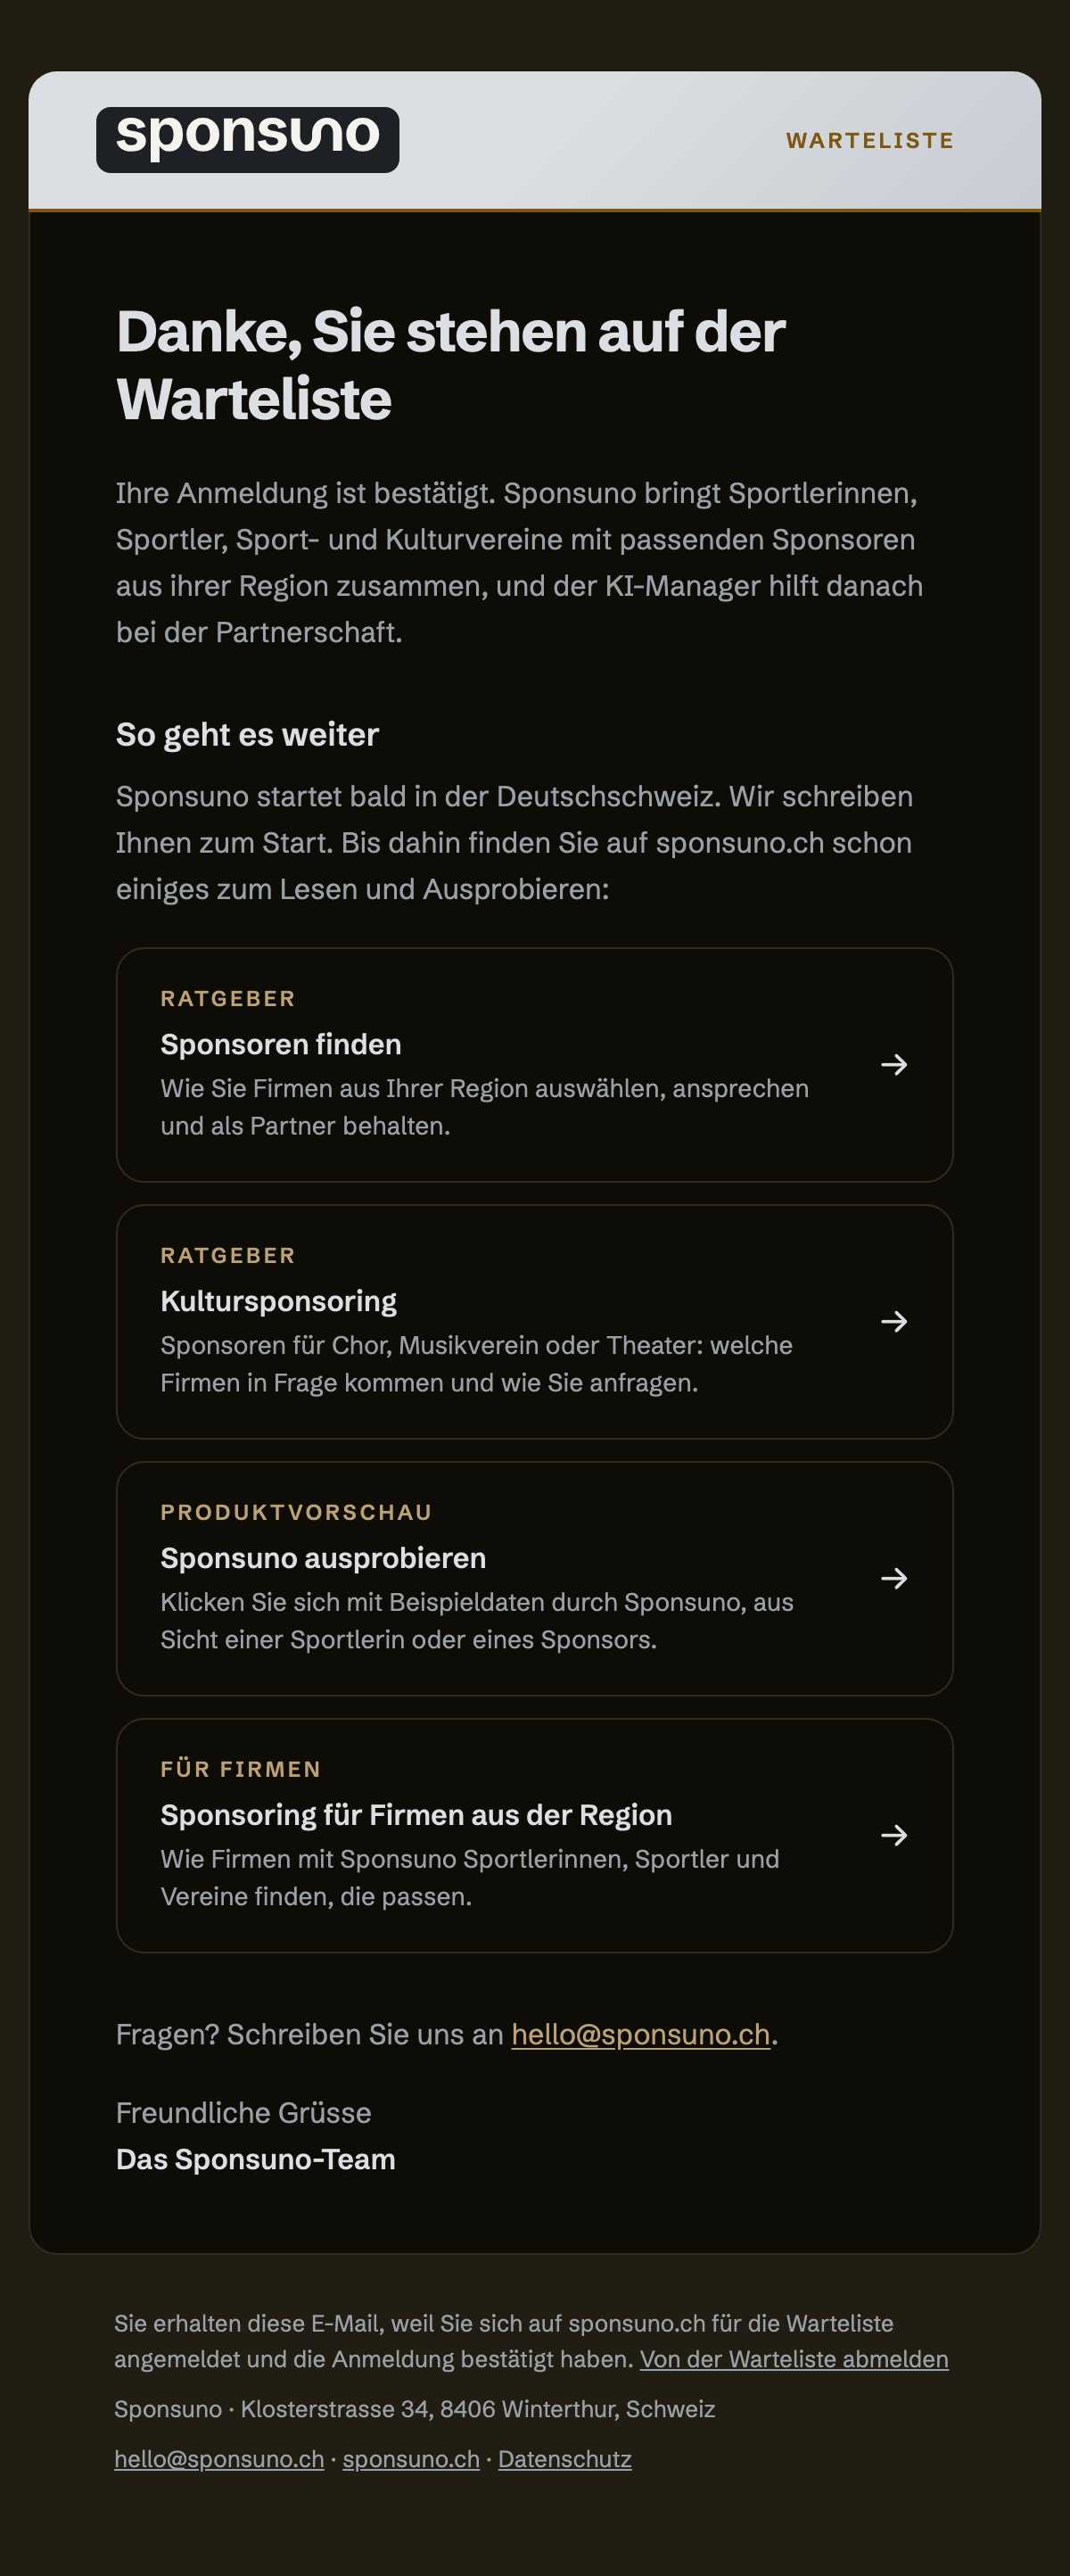 sponsuno
WARTELISTE
Danke, Sie stehen auf der
Warteliste
Ihre Anmeldung ist bestätigt. Sponsuno bringt Sportlerinnen,
Sportler, Sport- und Kulturvereine mit passenden Sponsoren
aus ihrer Region zusammen, und der KI-Manager hilft danach
bei der Partnerschaft.
So geht es weiter
Sponsuno startet bald in der Deutschschweiz. Wir schreiben
Ihnen zum Start. Bis dahin finden Sie auf sponsuno.ch schon
einiges zum Lesen und Ausprobieren:
RATGEBER
Sponsoren finden
Wie Sie Firmen aus Ihrer Region auswählen, ansprechen
und als Partner behalten.
RATGEBER
Kultursponsoring
Sponsoren für Chor, Musikverein oder Theater: welche
Firmen in Frage kommen und wie Sie anfragen.
PRODUKTVORSCHAU
Sponsuno ausprobieren
Klicken Sie sich mit Beispieldaten durch Sponsuno, aus
Sicht einer Sportlerin oder eines Sponsors.
FÜR FIRMEN
Sponsoring für Firmen aus der Region
Wie Firmen mit Sponsuno Sportlerinnen, Sportler und
Vereine finden, die passen.
Fragen? Schreiben Sie uns an hello@sponsuno.ch.
Freundliche Grüsse
Das Sponsuno-Team
Sie erhalten diese E-Mail, weil Sie sich auf sponsuno.ch für die Warteliste
angemeldet und die Anmeldung bestätigt haben. Von der Warteliste abmelden
Sponsuno · Klosterstrasse 34, 8406 Winterthur, Schweiz
hello@sponsuno.ch · sponsuno.ch · Datenschutz